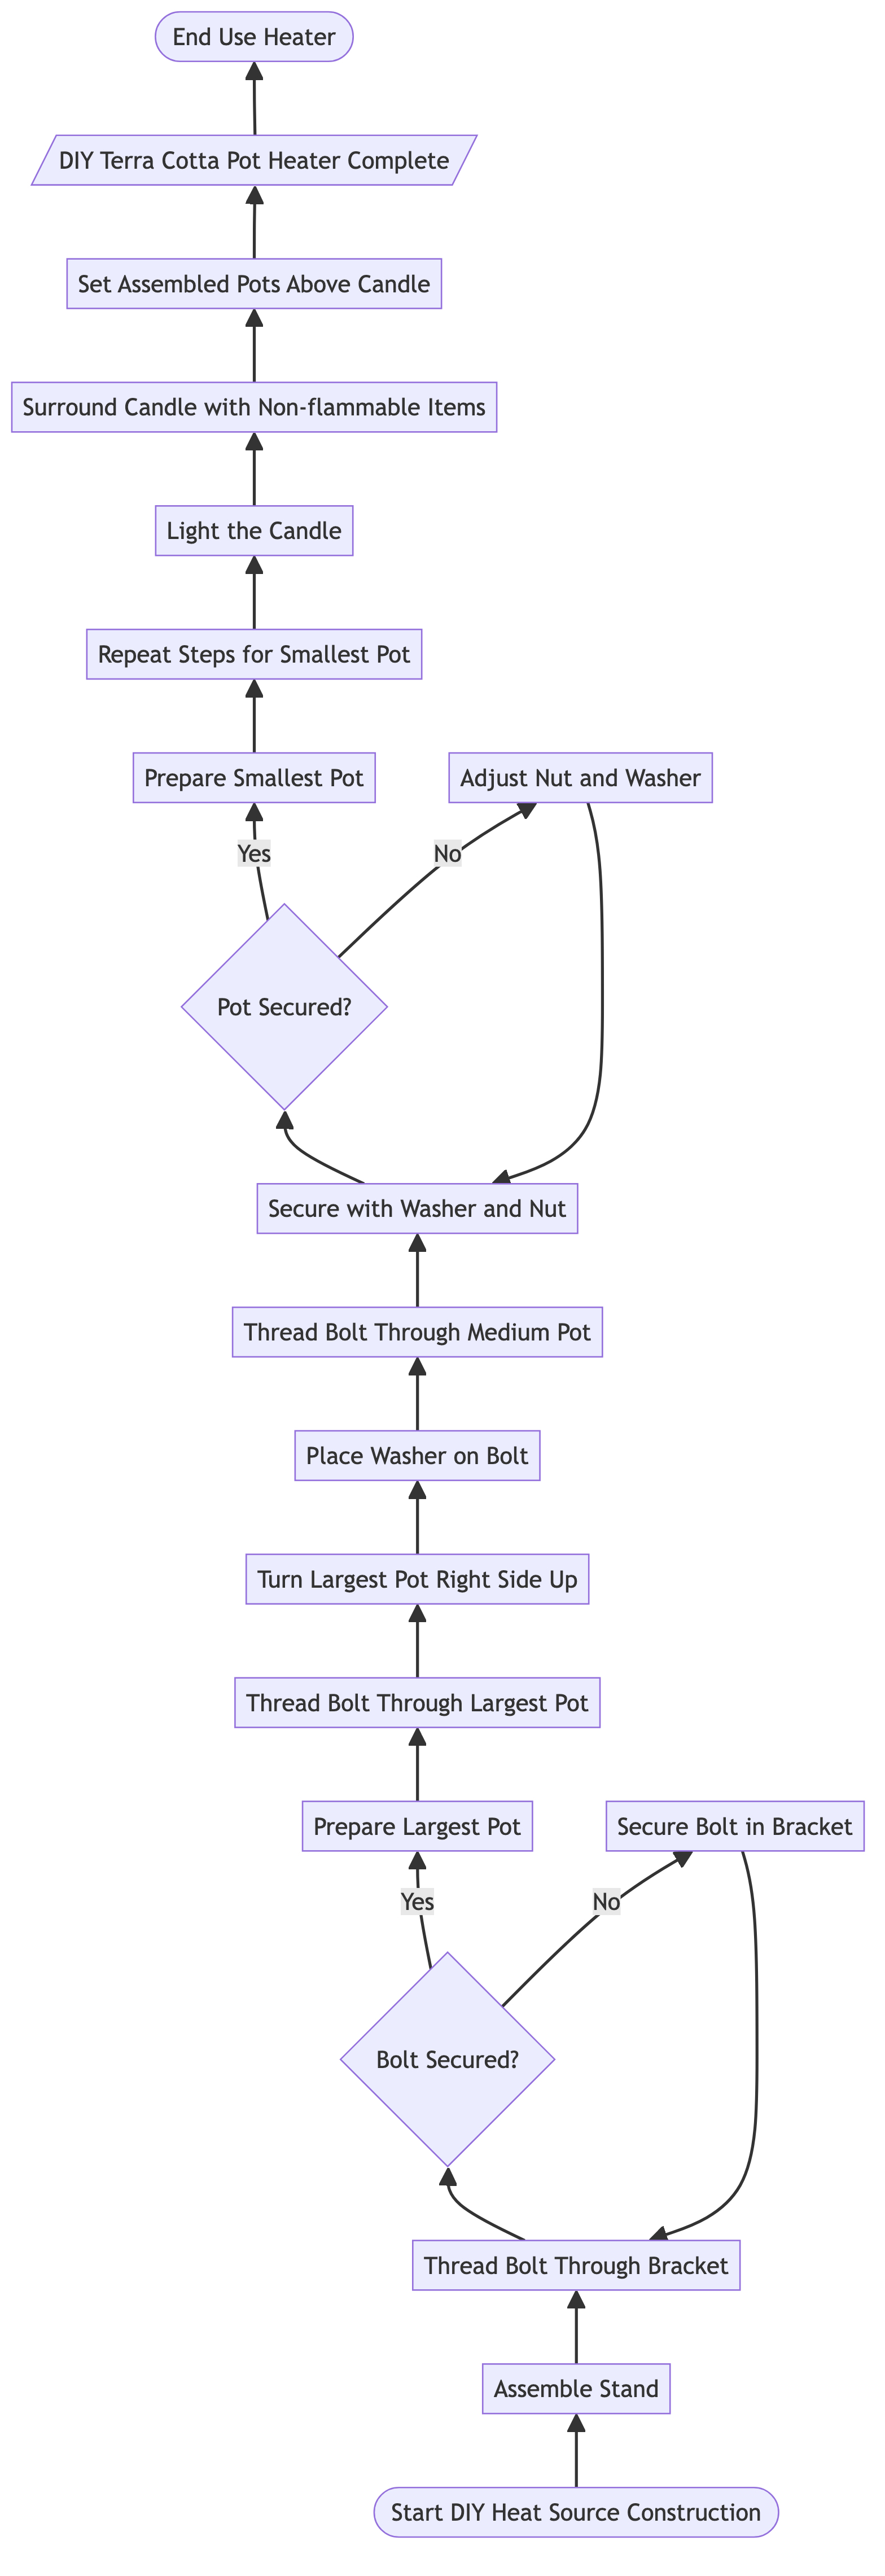 End Use Heater
DIY Terra Cotta Pot Heater Complete
Set Assembled Pots Above Candle
Surround Candle with Non-flammable Items
Light the Candle
Repeat Steps for Smallest Pot
Prepare Smallest Pot
Adjust Nut and Washer
Yes
No
Pot Secured?
Secure with Washer and Nut
Thread Bolt Through Medium Pot
Place Washer on Bolt
Turn Largest Pot Right Side Up
Thread Bolt Through Largest Pot
Prepare Largest Pot
Secure Bolt in Bracket
Yes
No
Bolt Secured?
Thread Bolt Through Bracket
Assemble Stand
Start DIY Heat Source Construction